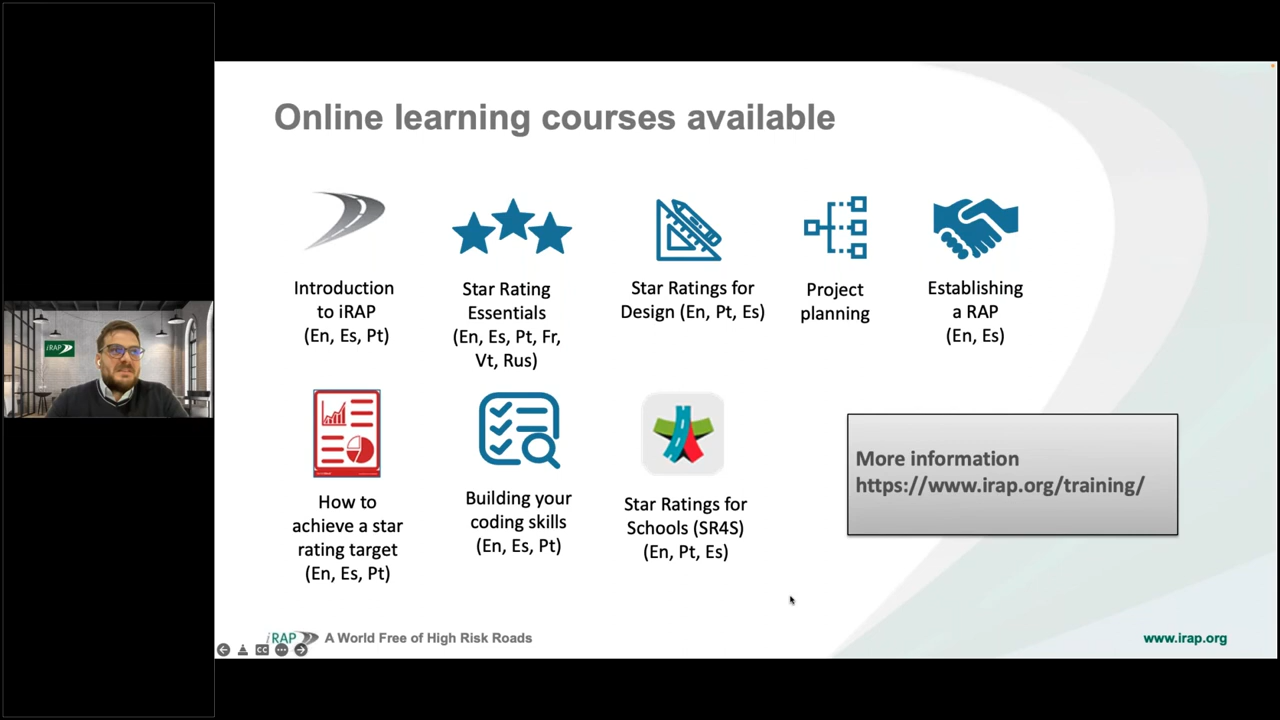 Online learning courses available
Introduction
to iRAP
(En, Es, Pt)
Star Rating
Essentials
(En, Es, Pt, Fr,
Vt, Rus)
Star Ratings for
Design (En, Pt, Es)
Project
planning
Establishing
a RAP
(En, Es)
How to
achieve a star
rating target
(En, Es, Pt)
Building your
coding skills
(En, Es, Pt)
Star Ratings for
Schools (SR4S)
(En, Pt, Es)
More information
https://www.irap.org/training/
iRAP
iRAP
A World Free of High Risk Roads
www.irap.org
CC